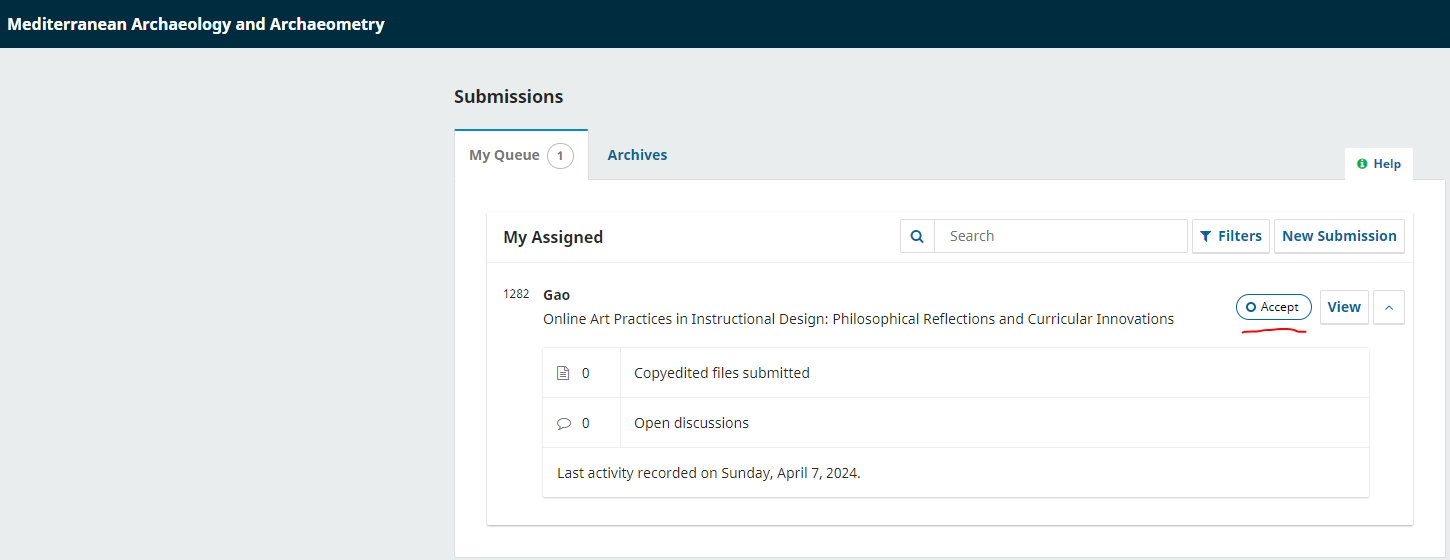 Mediterranean Archaeology and Archaeometry
Submissions
My Queue 1 Archives
Help
My Assigned Search Filters New Submission
1282 Gao Accept View
Online Art Practices in Instructional Design: Philosophical Reflections and Curricular Innovations
0 Copyedited files submitted
0 Open discussions
Last activity recorded on Sunday, April 7, 2024.